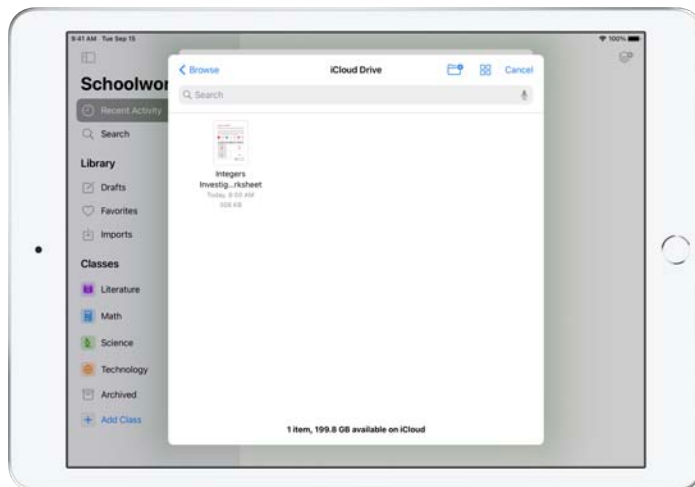 9:41 AM Tue Sep 15
100%
Schoolwor
Recent Activity
Search
Library
Drafts
Favorites
Imports
Classes
Literature
Math
Science
Technology
Archived
Add Class
Browse
iCloud Drive
Cancel
Search
Integers
Investig...rksheet
Today, 8:50 AM
1 item, 199.8 GB available on iCloud